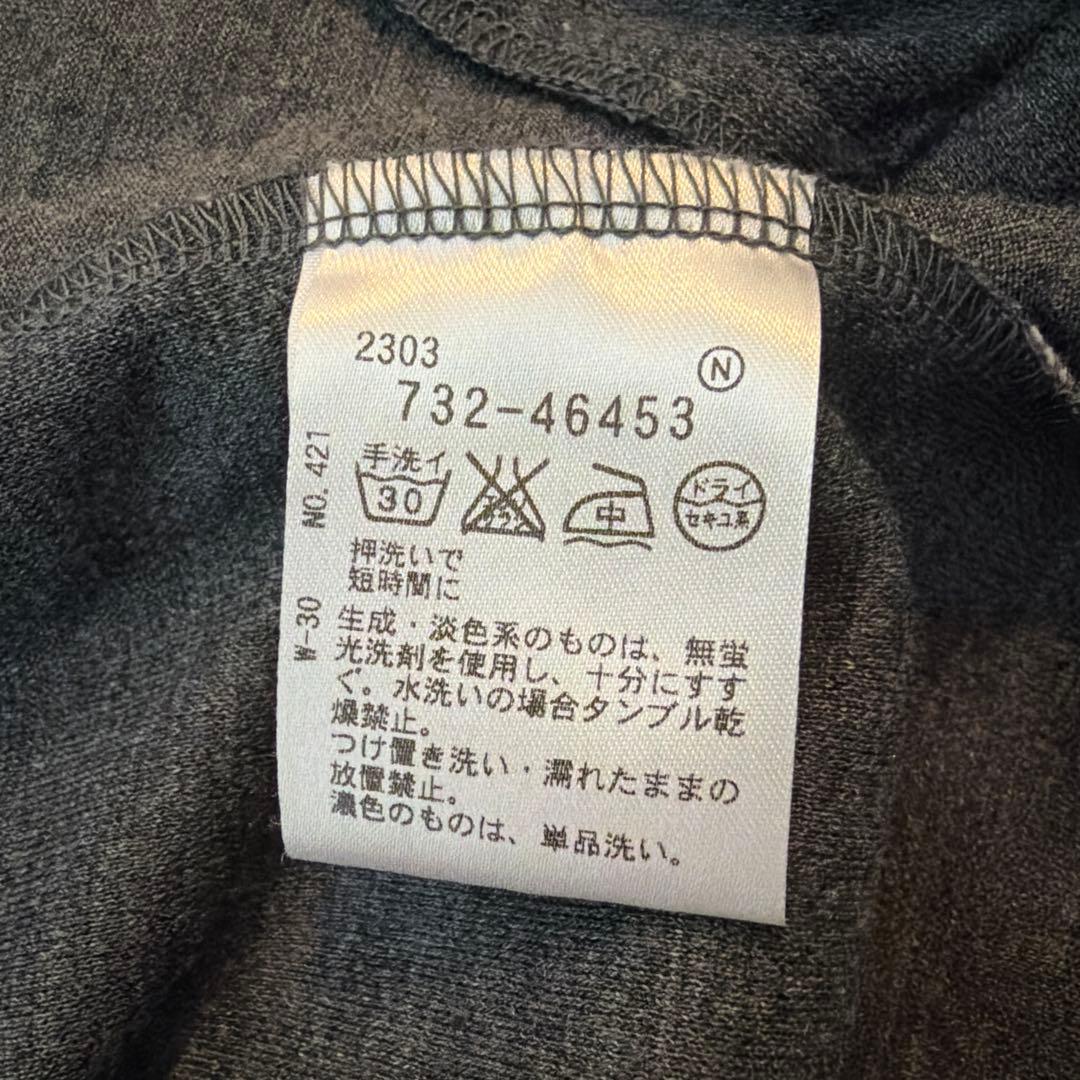 2303
N
732-46453
手洗イ
30
中
ドライ
セキユ系
押洗いで
短時間に
生成・淡色系のものは、無蛍
光洗剤を使用し、十分にすす
ぐ。水洗いの場合タンブル乾
燥禁止。
つけ置き洗い・濡れたままの
放置禁止。
濃色のものは、単品洗い。
NO. 421
W-30